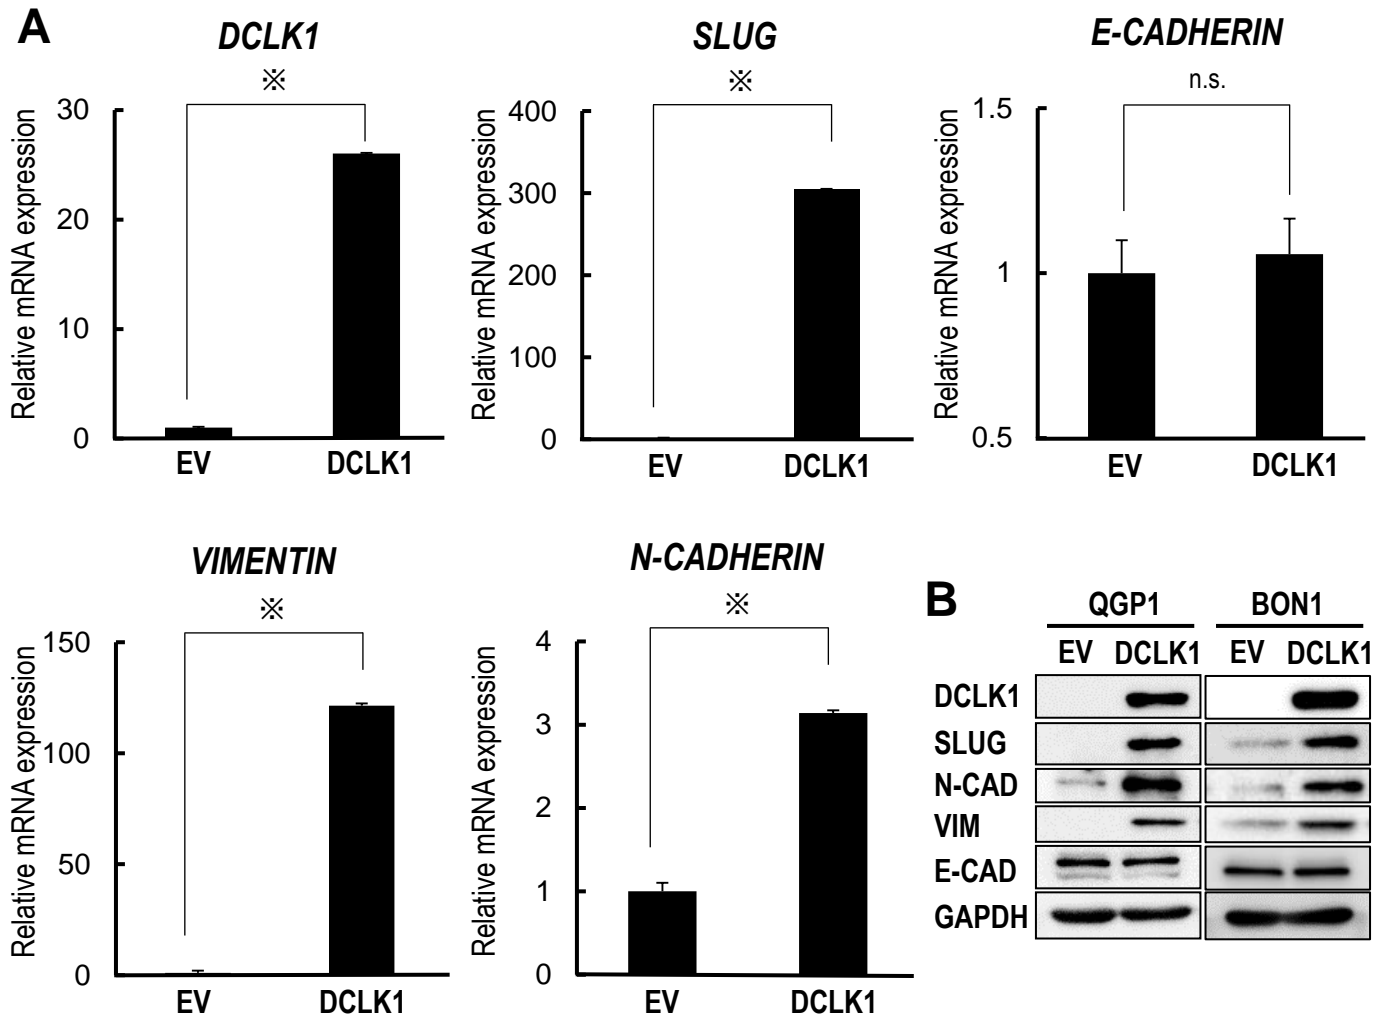 A
DCLK1
※
Relative mRNA expression
30
20
10
0
EV DCLK1
SLUG
※
Relative mRNA expression
400
300
200
100
0
EV DCLK1
E-CADHERIN
n.s.
Relative mRNA expression
1.5
1
0.5
EV DCLK1
VIMENTIN
※
Relative mRNA expression
150
100
50
0
EV DCLK1
N-CADHERIN
※
Relative mRNA expression
4
3
2
1
0
EV DCLK1
B
QGP1 BON1
EV DCLK1 EV DCLK1
DCLK1
SLUG
N-CAD
VIM
E-CAD
GAPDH